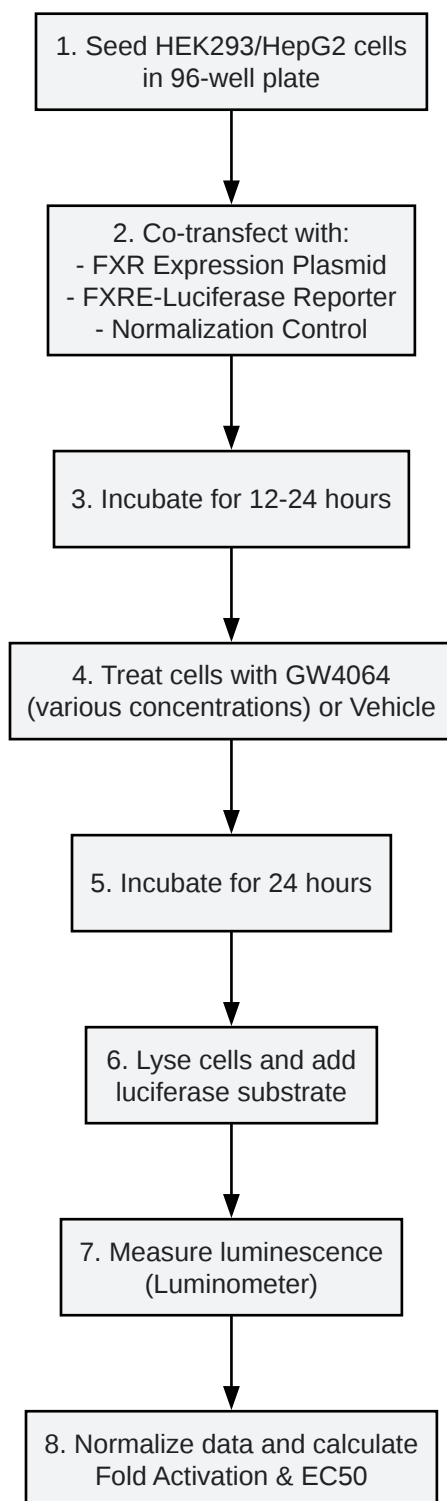 1. Seed HEK293/HepG2 cells
in 96-well plate
2. Co-transfect with:
- FXR Expression Plasmid
- FXRE-Luciferase Reporter
- Normalization Control
3. Incubate for 12-24 hours
4. Treat cells with GW4064
(various concentrations) or Vehicle
5. Incubate for 24 hours
6. Lyse cells and add
luciferase substrate
7. Measure luminescence
(Luminometer)
8. Normalize data and calculate
Fold Activation & EC50